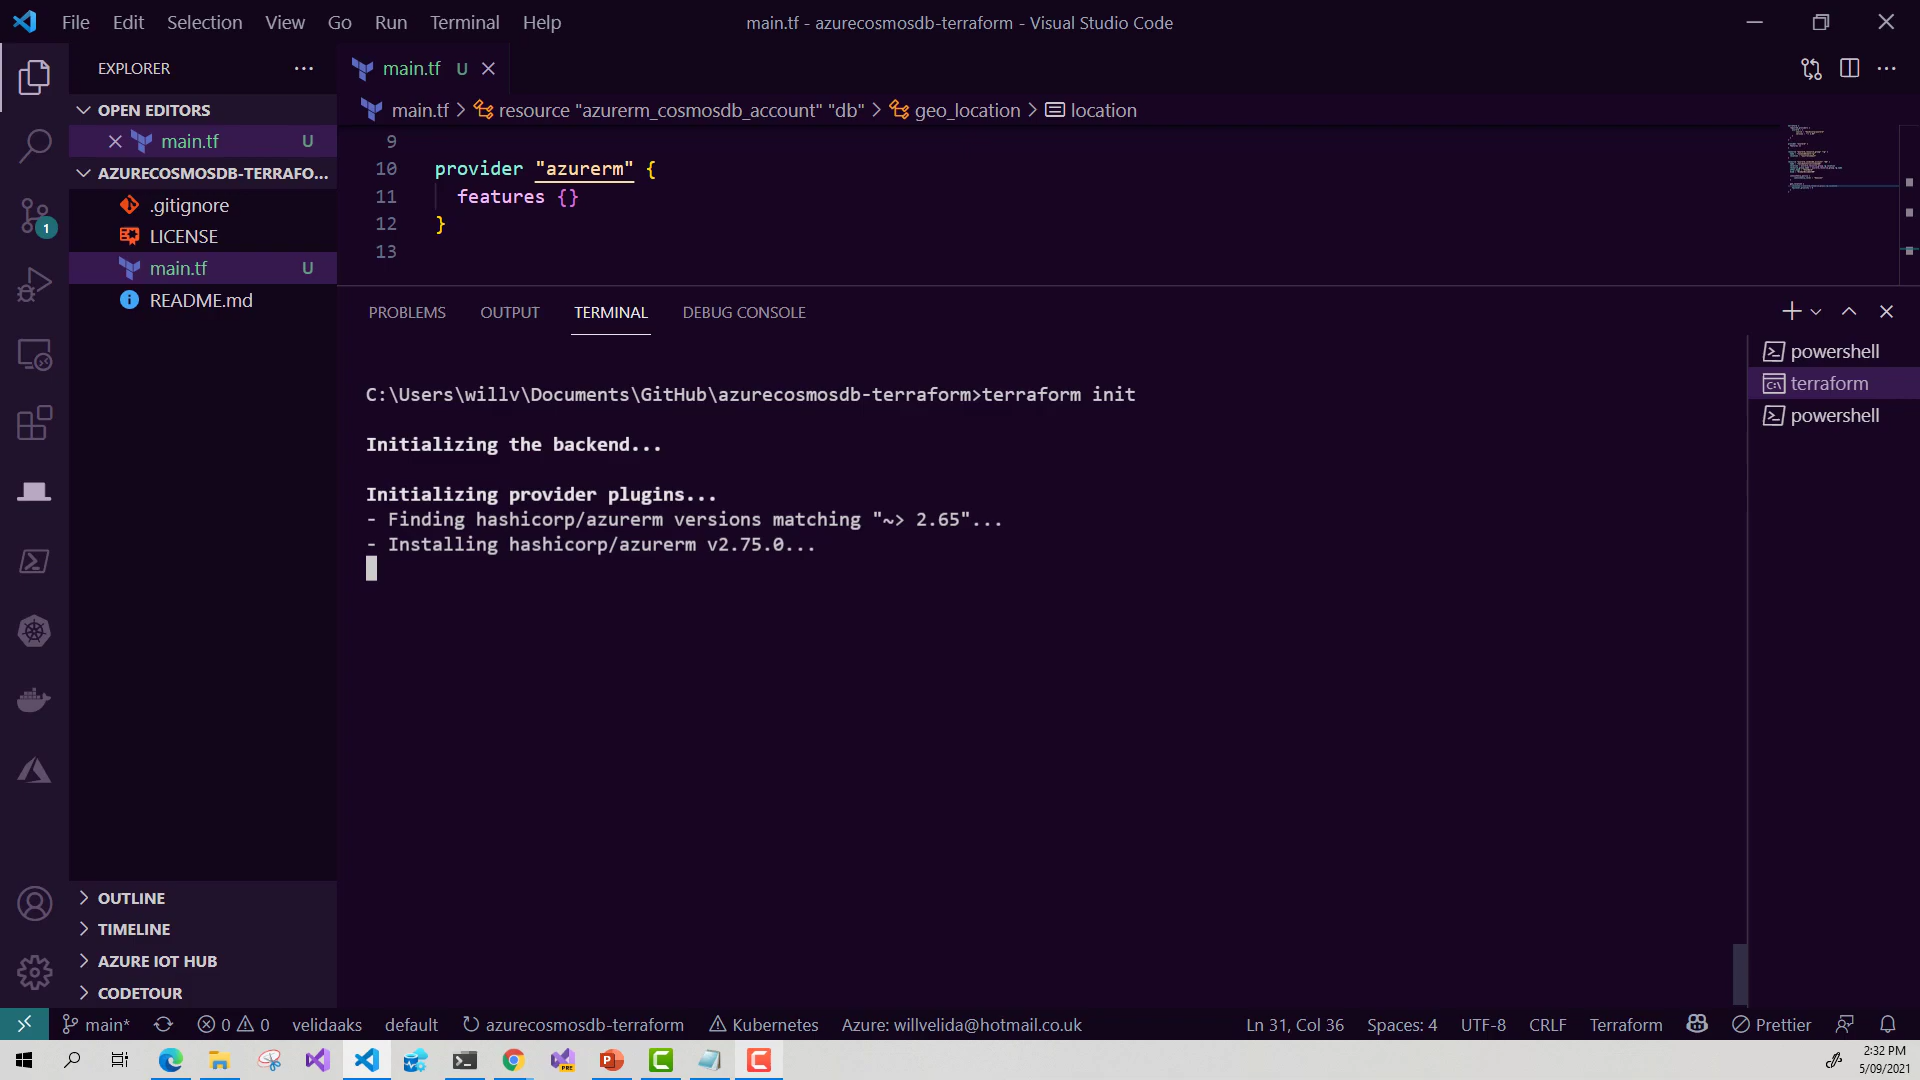 File Edit Selection View Go Run Terminal Help
main.tf - azurecosmosdb-terraform - Visual Studio Code
EXPLORER
OPEN EDITORS
main.tf U
AZURECOSMOSDB-TERRAFO...
.gitignore
LICENSE
main.tf U
README.md
OUTLINE
TIMELINE
AZURE IOT HUB
CODETOUR
1
main.tf U
main.tf > resource "azurerm_cosmosdb_account" "db" > geo_location > location
9
10 provider "azurerm" {
11 features {}
12 }
13
PROBLEMS OUTPUT TERMINAL DEBUG CONSOLE
C:\Users\willv\Documents\GitHub\azurecosmosdb-terraform>terraform init
Initializing the backend...
Initializing provider plugins...
- Finding hashicorp/azurerm versions matching "~> 2.65"...
- Installing hashicorp/azurerm v2.75.0...
powershell
terraform
powershell
main* 0 0 velidaaks default azurecosmosdb-terraform Kubernetes Azure: willvelida@hotmail.co.uk
Ln 31, Col 36 Spaces: 4 UTF-8 CRLF Terraform Prettier
2:32 PM
5/09/2021